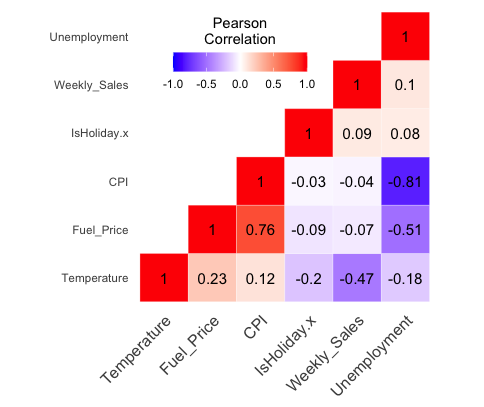 Pearson
Correlation
-1.0 -0.5 0.0 0.5 1.0
Unemployment 1
Weekly_Sales 1 0.1
IsHoliday.x 1 0.09 0.08
CPI 1 -0.03 -0.04 -0.81
Fuel_Price 1 0.76 -0.09 -0.07 -0.51
Temperature 1 0.23 0.12 -0.2 -0.47 -0.18
Temperature Fuel_Price CPI IsHoliday.x Weekly_Sales Unemployment